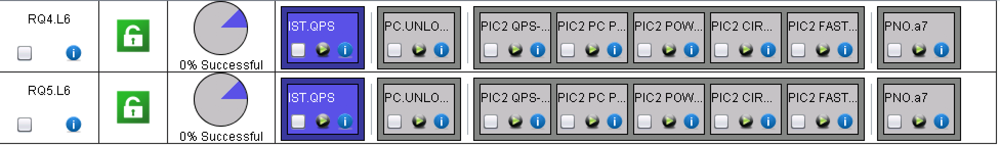 RQ4.L6
0% Successful
IST.QPS
PC.UNLO...
PIC2 QPS-...
PIC2 PC P...
PIC2 POW...
PIC2 CIR...
PIC2 FAST...
PNO.a7
RQ5.L6
0% Successful
IST.QPS
PC.UNLO...
PIC2 QPS-...
PIC2 PC P...
PIC2 POW...
PIC2 CIR...
PIC2 FAST...
PNO.a7